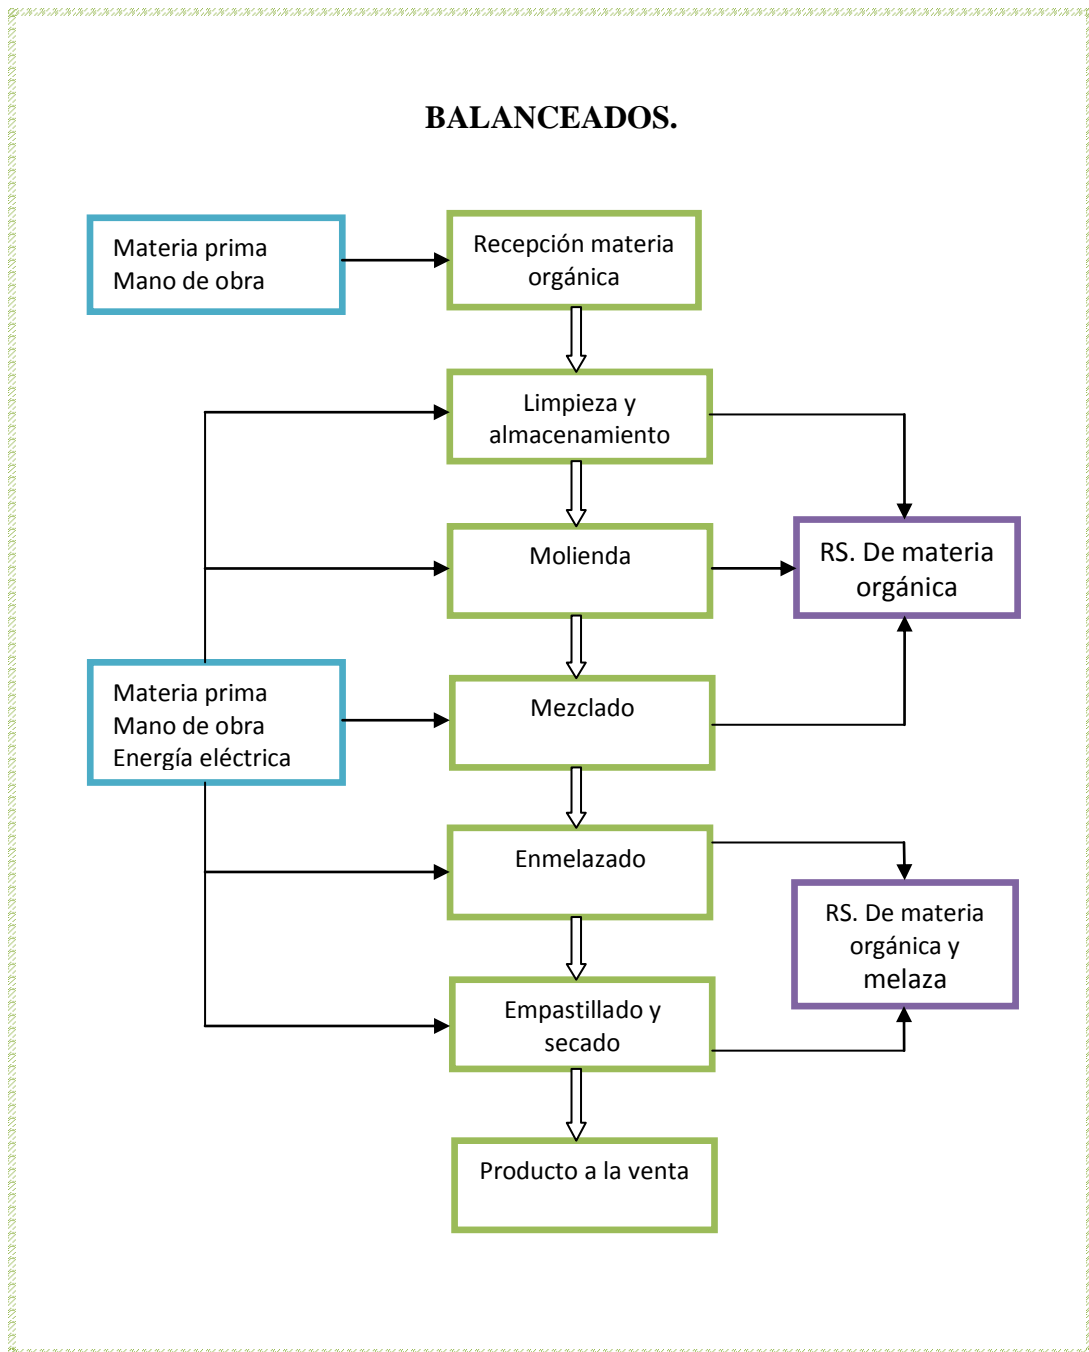 BALANCEADOS.
Materia prima
Mano de obra
Recepción materia
orgánica
Limpieza y
almacenamiento
Molienda
RS. De materia
orgánica
Materia prima
Mano de obra
Energía eléctrica
Mezclado
Enmelazado
RS. De materia
orgánica y
melaza
Empastillado y
secado
Producto a la venta